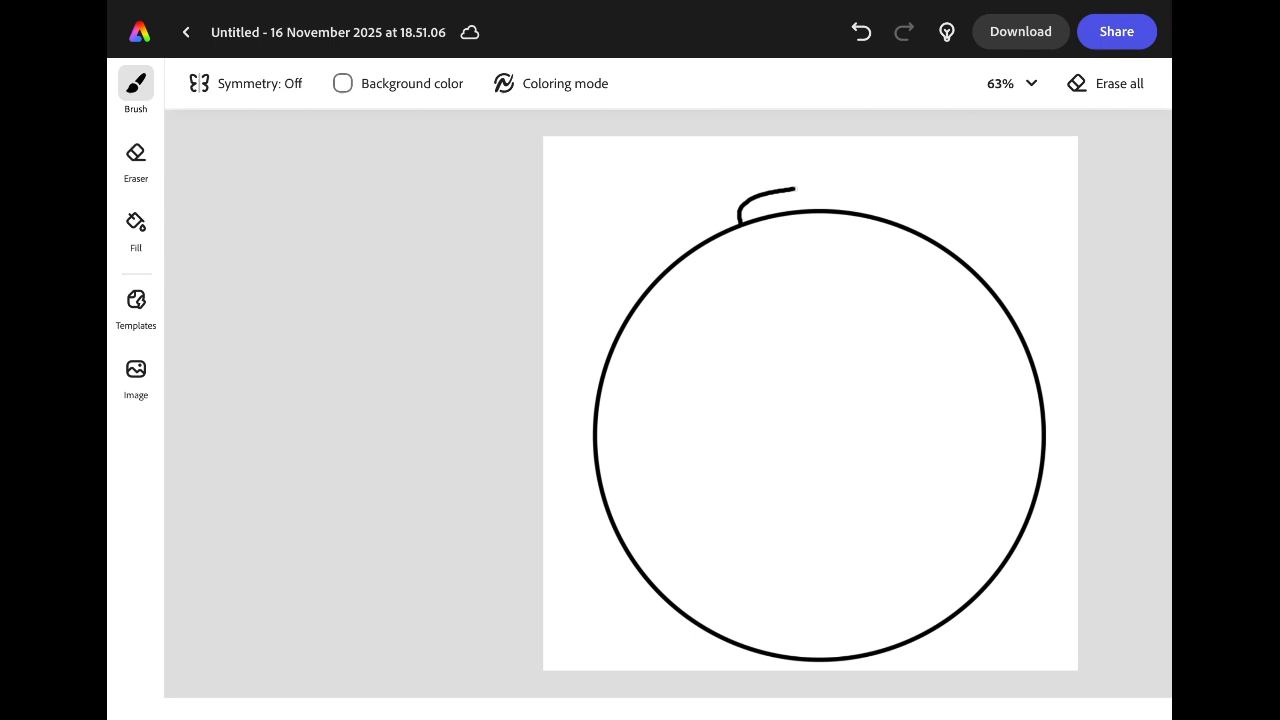 Untitled - 16 November 2025 at 18.51.06
Download
Share
Symmetry: Off
Background color
Coloring mode
63%
Erase all
Brush
Eraser
Fill
Templates
Image